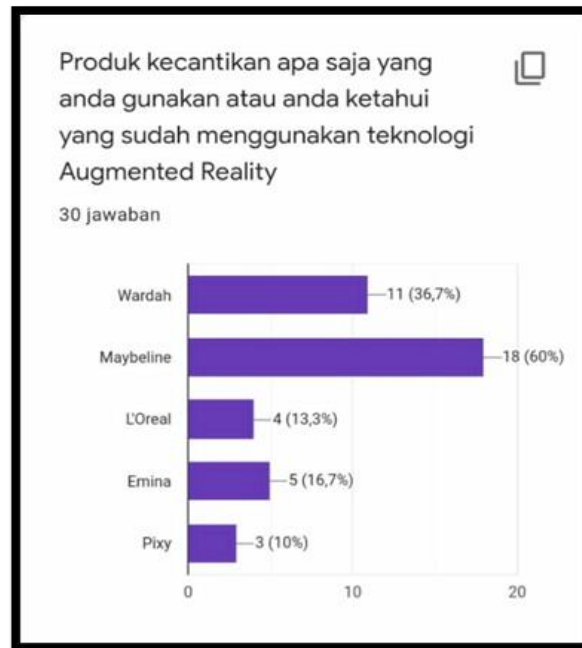 Produk kecantikan apa saja yang
anda gunakan atau anda ketahui
yang sudah menggunakan teknologi
Augmented Reality
30 jawaban
Wardah
11 (36,7%)
Maybeline
18 (60%)
L'Oreal
4 (13,3%)
Emina
5 (16,7%)
Pixy
3 (10%)
0
10
20